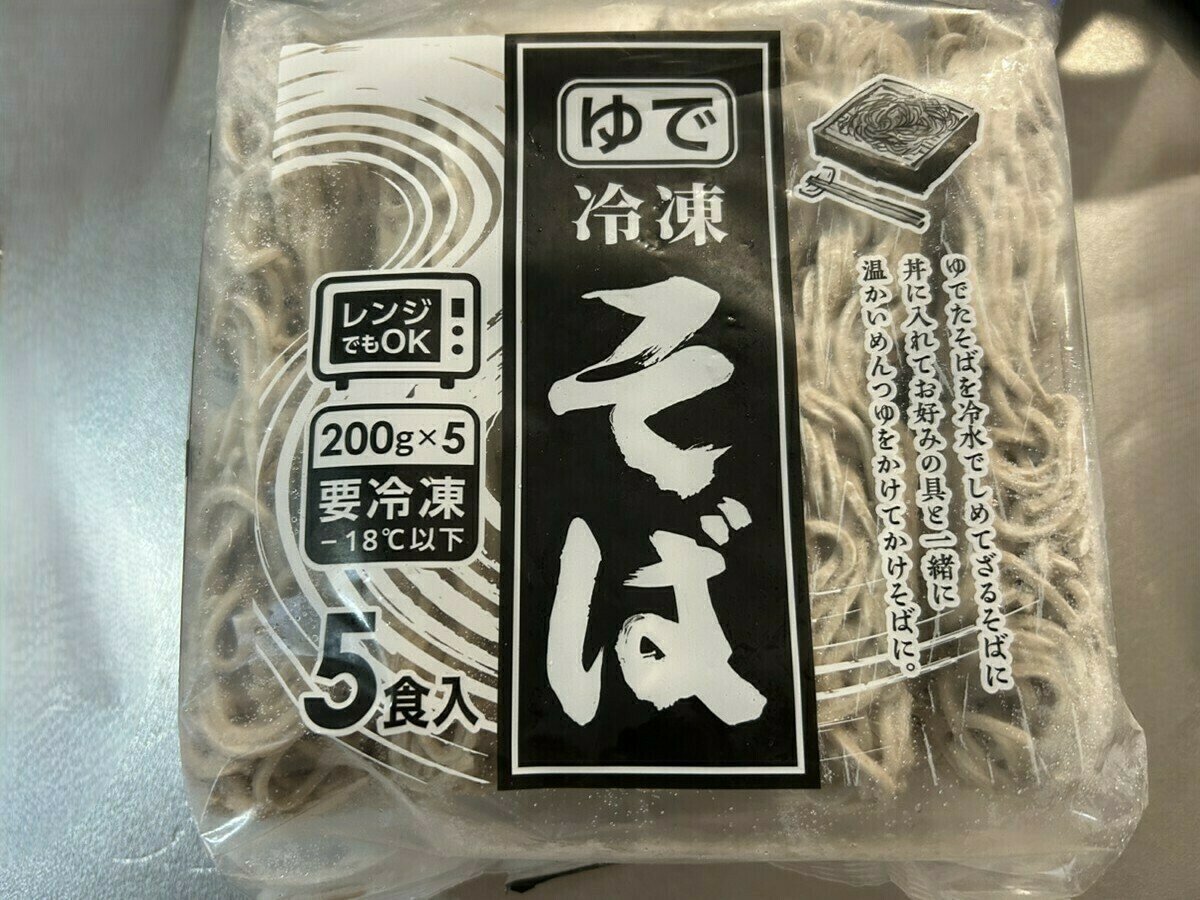 ゆで
冷凍
そば
レンジ
でもOK
200g×5
要冷凍
−18℃以下
5食入
ゆでたそばを冷水でしめてざるそばに
丼に入れてお好みの具と一緒に
温かいめんつゆをかけてかけそばに。